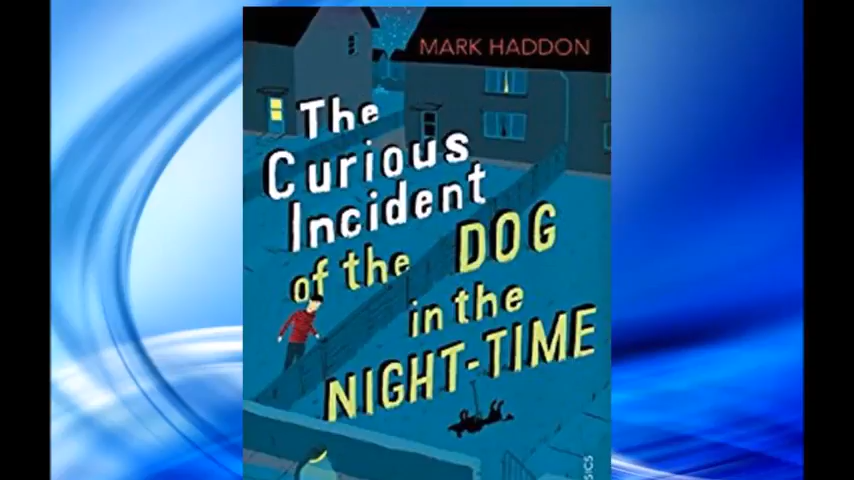 MARK HADDON
The
Curious
Incident
of the DOG
in the
NIGHT-TIME